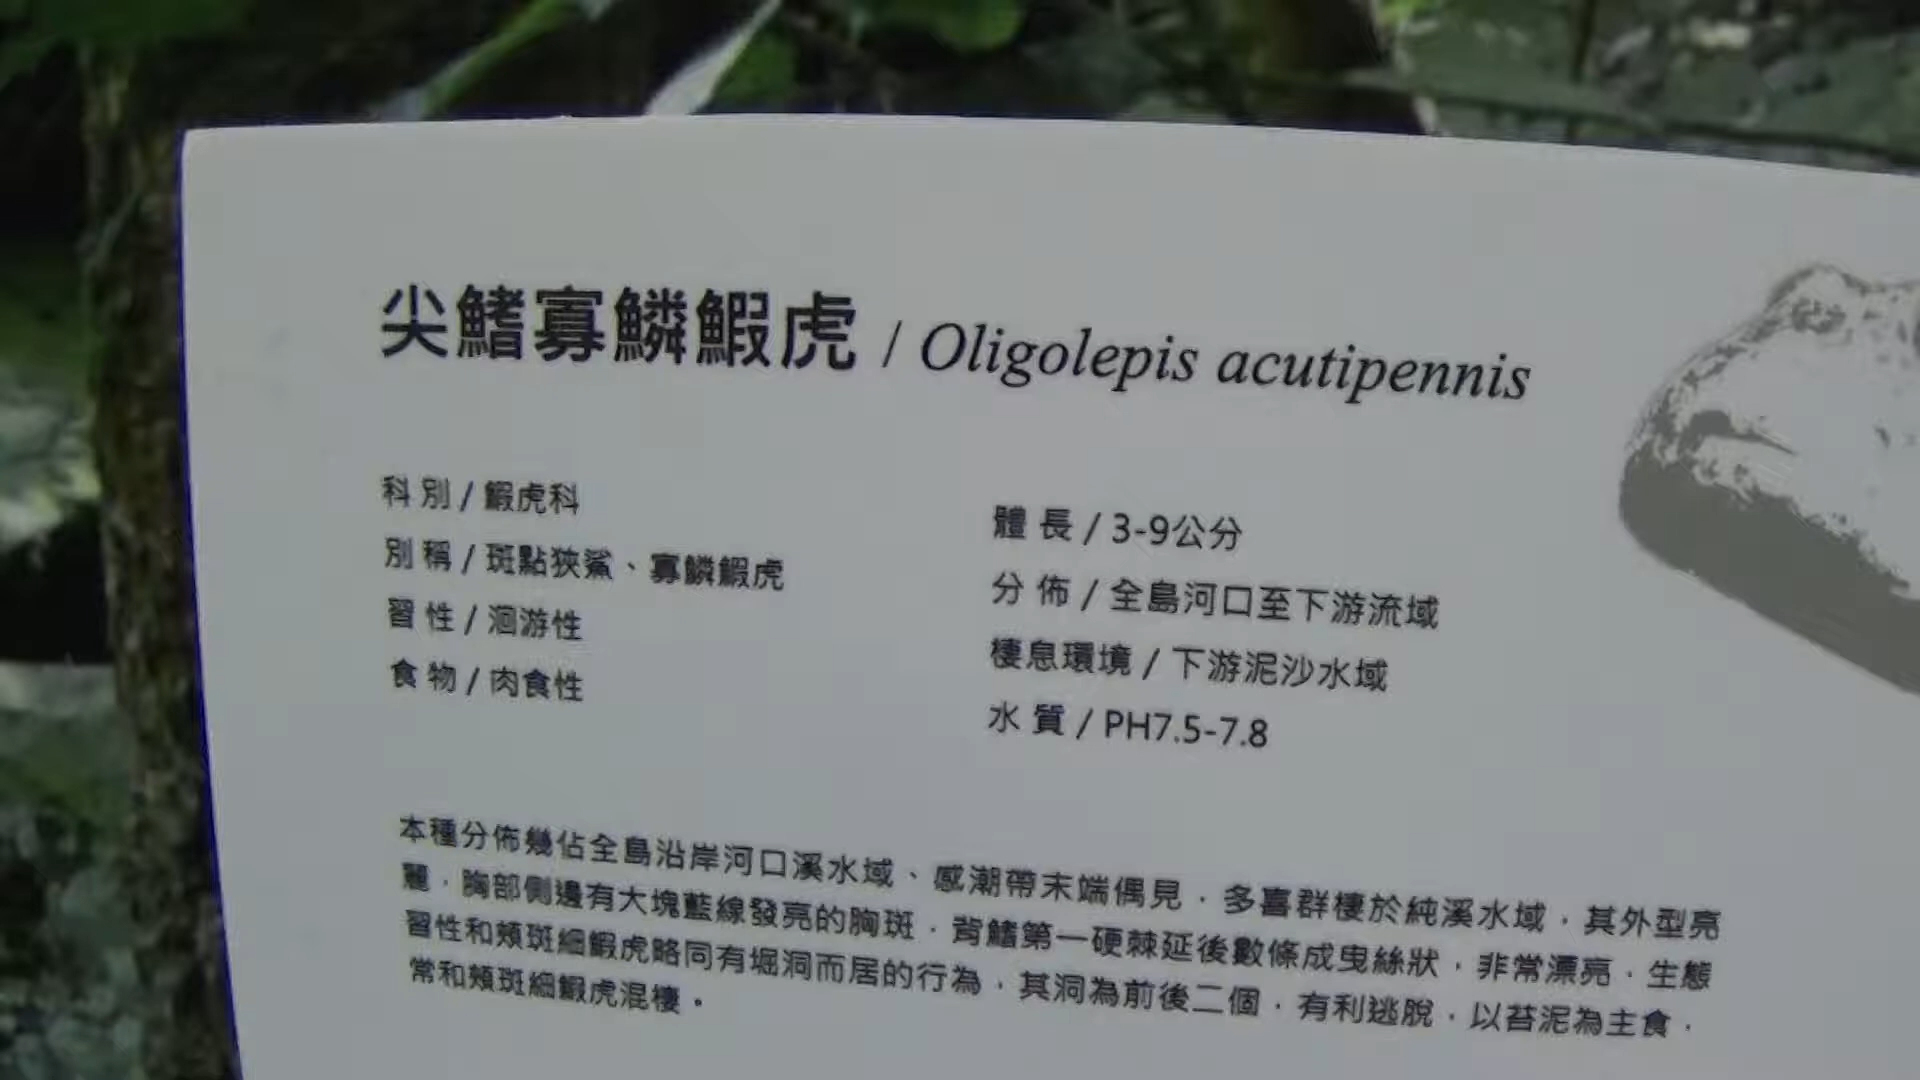 尖鰭寡鱗鰕虎 / Oligolepis acutipennis
科 別 / 鰕虎科
別 稱 / 斑點狹鯊、寡鱗鰕虎
習 性 / 洄游性
食 物 / 肉食性
體 長 / 3-9公分
分 佈 / 全島河口至下游流域
棲息環境 / 下游泥沙水域
水 質 / PH7.5-7.8
本種分佈幾佔全島沿岸河口溪水域、感潮帶末端偶見，多喜群棲於純溪水域，其外型亮
麗，胸部側邊有大塊藍線發亮的胸斑，背鰭第一硬棘延後數條成曳絲狀，非常漂亮，生態
習性和頰斑細鰕虎略同有堀洞而居的行為，其洞為前後二個，有利逃脫，以苔泥為主食，
常和頰斑細鰕虎混棲。